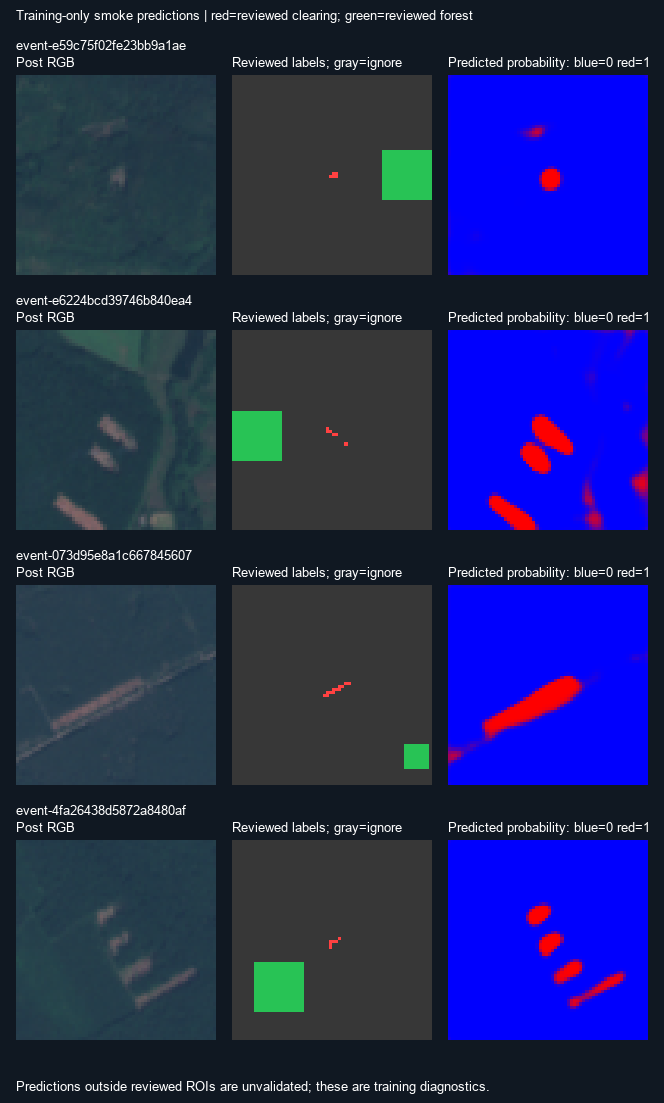 Training-only smoke predictions | red=reviewed clearing; green=reviewed forest
event-e59c75f02fe23bb9a1ae
Post RGB
Reviewed labels; gray=ignore
Predicted probability: blue=0 red=1
event-e6224bcd39746b840ea4
Post RGB
Reviewed labels; gray=ignore
Predicted probability: blue=0 red=1
event-073d95e8a1c667845607
Post RGB
Reviewed labels; gray=ignore
Predicted probability: blue=0 red=1
event-4fa26438d5872a8480af
Post RGB
Reviewed labels; gray=ignore
Predicted probability: blue=0 red=1
Predictions outside reviewed ROIs are unvalidated; these are training diagnostics.